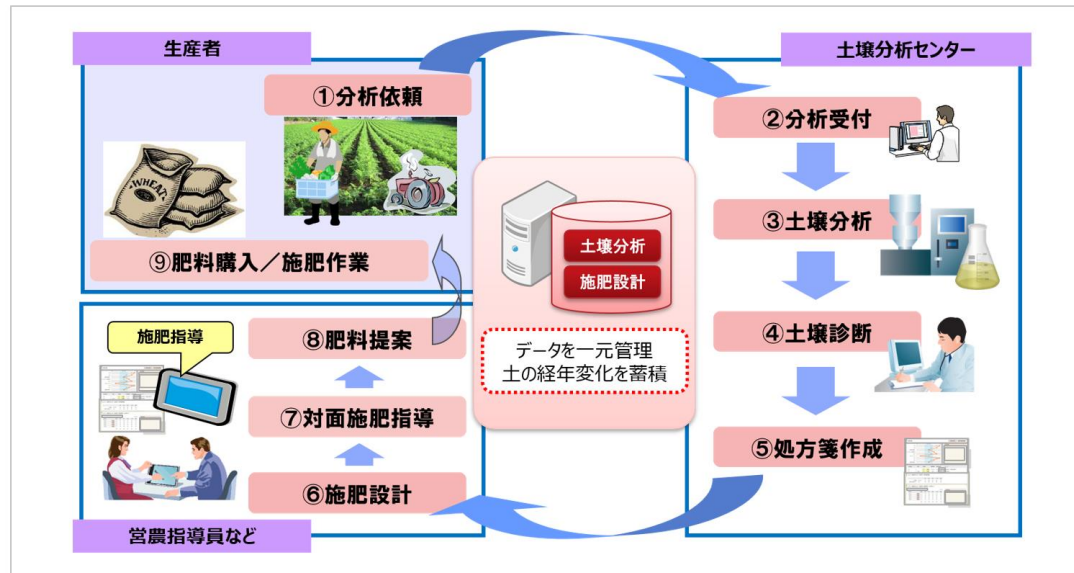 生産者
①分析依頼
WHEAT
⑨肥料購入／施肥作業
土壌分析センター
②分析受付
③土壌分析
④土壌診断
⑤処方箋作成
土壌分析
施肥設計
データを一元管理
土の経年変化を蓄積
施肥指導
⑧肥料提案
⑦対面施肥指導
⑥施肥設計
営農指導員など